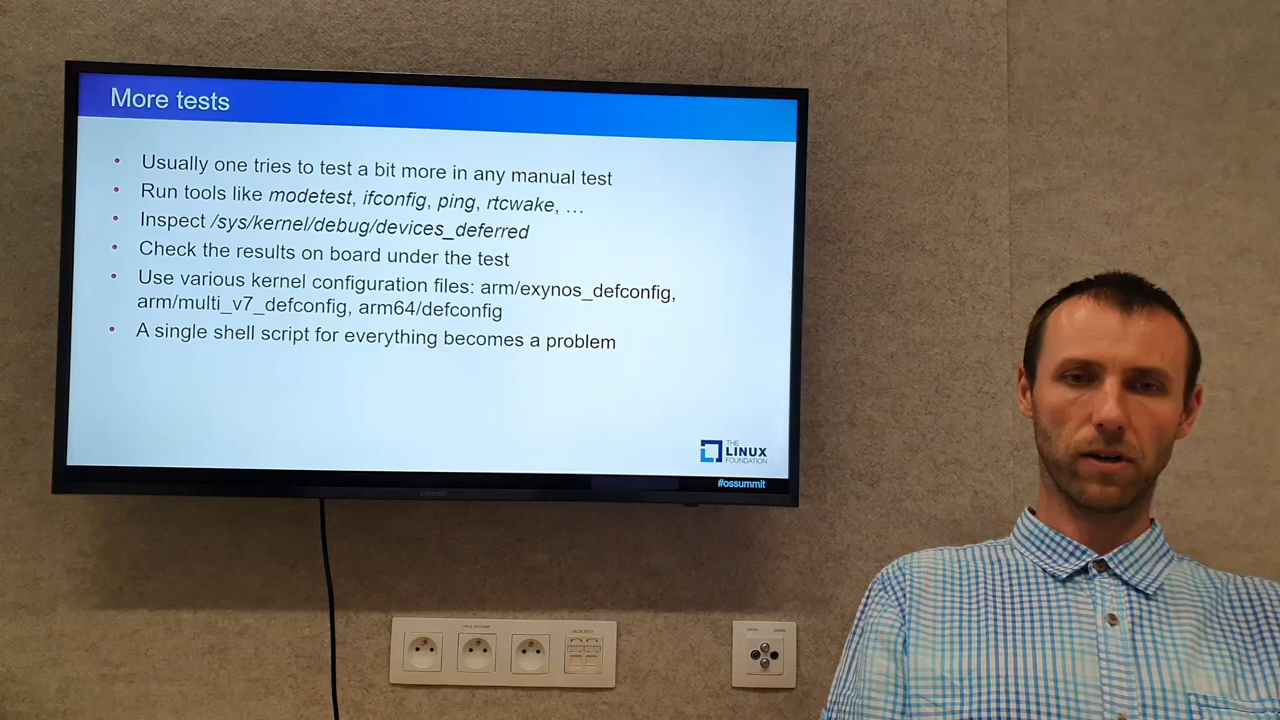 More tests
• Usually one tries to test a bit more in any manual test
• Run tools like modetest, ifconfig, ping, rtcwake, …
• Inspect /sys/kernel/debug/devices_deferred
• Check the results on board under the test
• Use various kernel configuration files: arm/exynos_defconfig,
arm/multi_v7_defconfig, arm64/defconfig
• A single shell script for everything becomes a problem
THE
LINUX
FOUNDATION
#ossummit
SAMSUNG